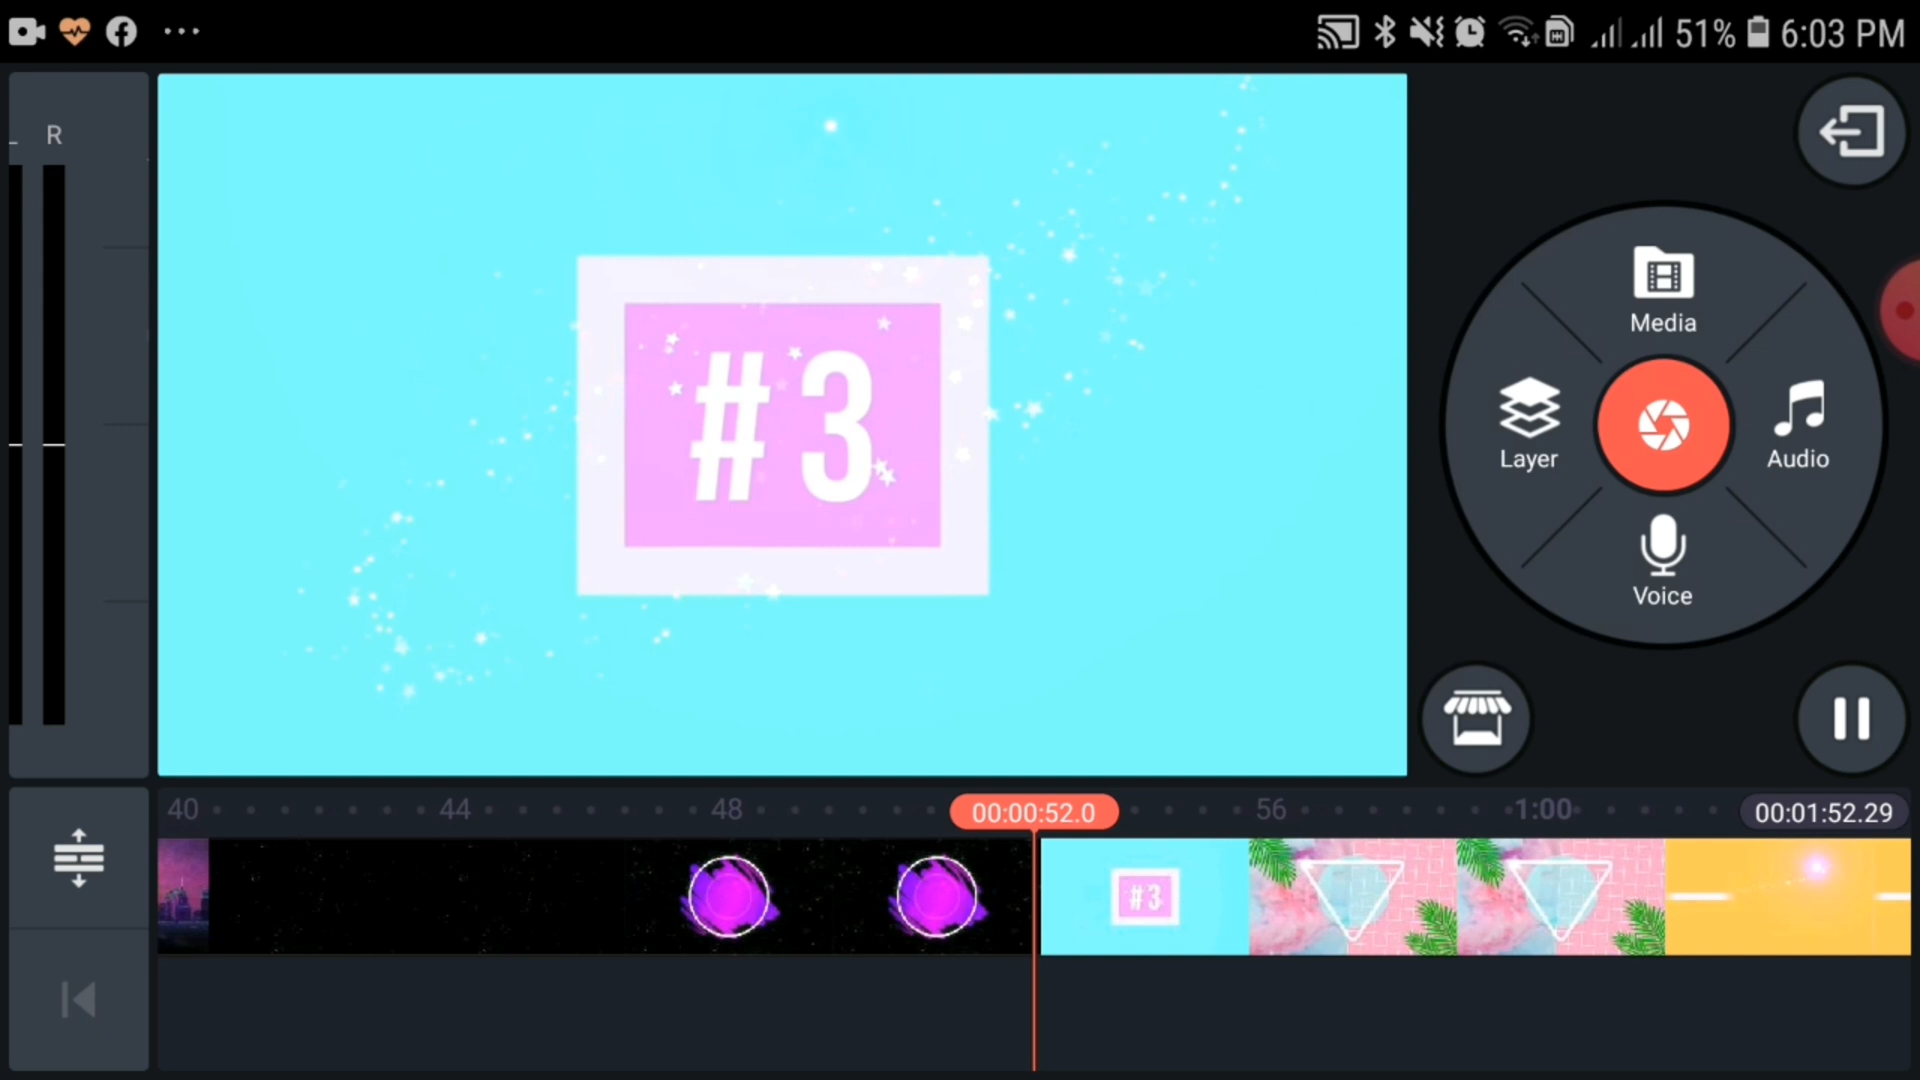 51% 6:03 PM
R
#3
Media
Layer
Audio
Voice
40 44 48 00:00:52.0 56 1:00 00:01:52.29
#3